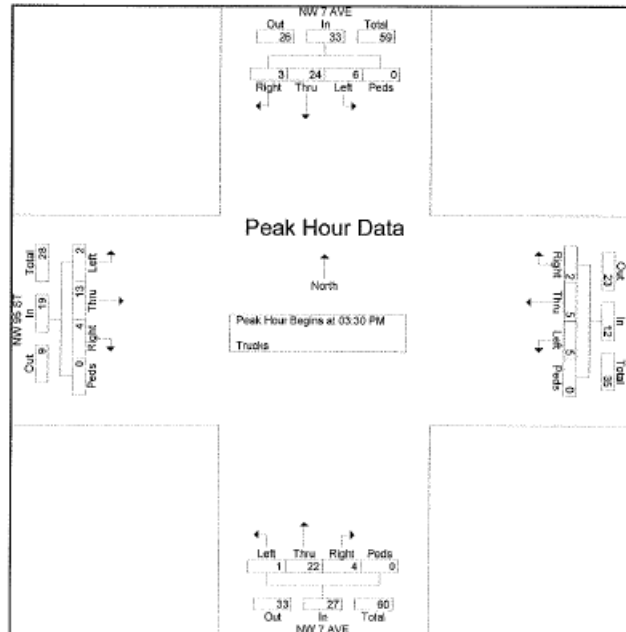 NW 7 AVE
Out In Total
26 33 59
3 24 6 0
Right Thru Left Peds
Peak Hour Data
North
Peak Hour Begins at 03:30 PM
Trucks
NW 95 ST
Total In Out
28 19 9
2 13 4 0
Left Thru Right Peds
Out In Total
23 12 35
2 5 5 0
Right Thru Left Peds
Left Thru Right Peds
1 22 4 0
33 27 60
Out In Total
NW 7 AVE